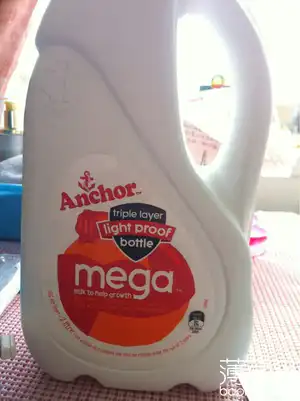 Anchor
triple layer
light proof
bottle
mega
milk to help growth